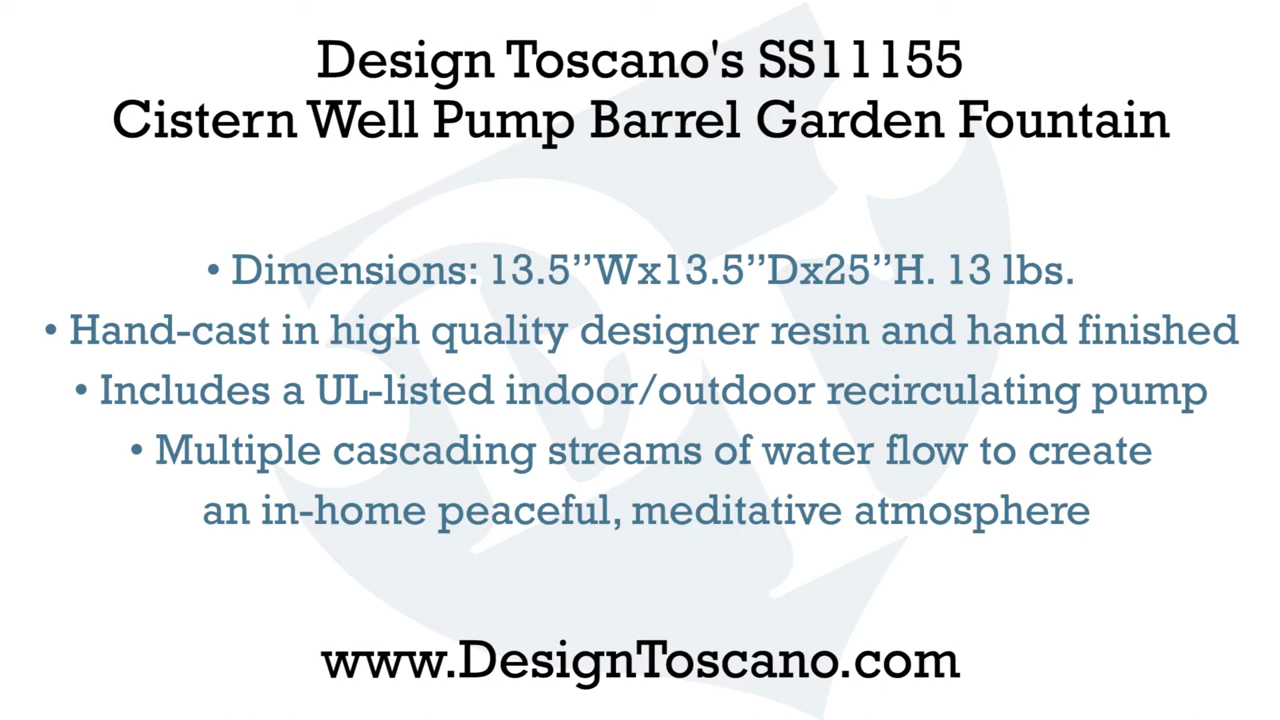 Design Toscano's SS11155
Cistern Well Pump Barrel Garden Fountain
• Dimensions: 13.5”Wx13.5”Dx25”H. 13 lbs.
• Hand-cast in high quality designer resin and hand finished
• Includes a UL-listed indoor/outdoor recirculating pump
• Multiple cascading streams of water flow to create
an in-home peaceful, meditative atmosphere
www.DesignToscano.com